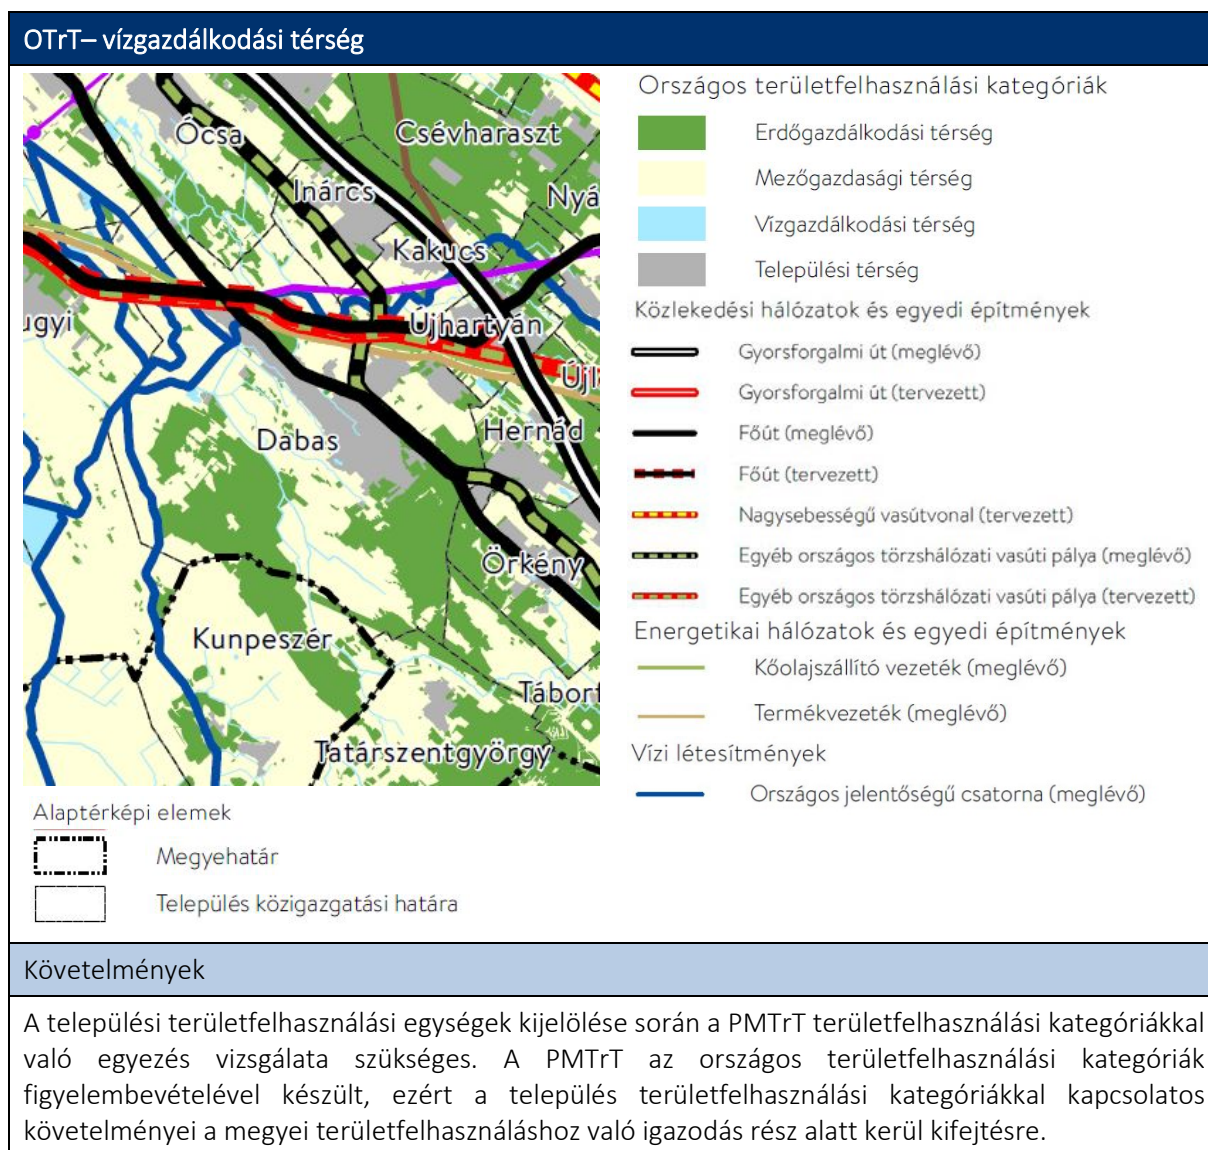 OTrT– vízgazdálkodási térség
Ócsa
Csévharaszt
Inárcs
Nyá
Kakucs
ugyi
Újhartyán
Újl
Dabas
Hernád
Örkény
Kunpeszér
Tábort
Tatárszentgyörgy
Országos területfelhasználási kategóriák
Erdőgazdálkodási térség
Mezőgazdasági térség
Vízgazdálkodási térség
Települési térség
Közlekedési hálózatok és egyedi építmények
Gyorsforgalmi út (meglévő)
Gyorsforgalmi út (tervezett)
Főút (meglévő)
Főút (tervezett)
Nagysebességű vasútvonal (tervezett)
Egyéb országos törzshálózati vasúti pálya (meglévő)
Egyéb országos törzshálózati vasúti pálya (tervezett)
Energetikai hálózatok és egyedi építmények
Kőolajszállító vezeték (meglévő)
Termékvezeték (meglévő)
Vízi létesítmények
Országos jelentőségű csatorna (meglévő)
Alaptérképi elemek
Megyehatár
Település közigazgatási határa
Követelmények
A települési területfelhasználási egységek kijelölése során a PMTrT területfelhasználási kategóriákkal
való egyezés vizsgálata szükséges. A PMTrT az országos területfelhasználási kategóriák
figyelembevételével készült, ezért a település területfelhasználási kategóriákkal kapcsolatos
követelményei a megyei területfelhasználáshoz való igazodás rész alatt kerül kifejtésre.